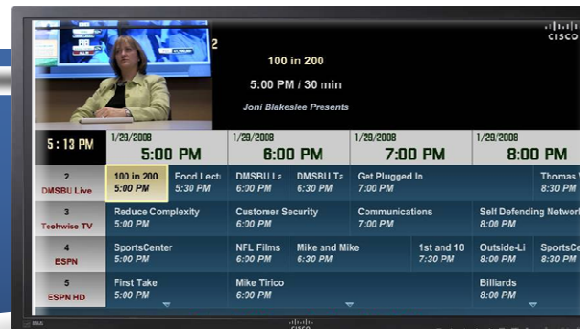 CISCO
2
100 in 200
5:00 PM / 30 min
Joni Blakeslee Presents
5:13 PM
1/29/2008
5:00 PM
1/29/2008
6:00 PM
1/29/2008
7:00 PM
1/29/2008
8:00 PM
2
DMSBU Live
100 in 200
5:00 PM
Food Lect
5:30 PM
DMSBU La
6:00 PM
DMSBU Ta
6:30 PM
Get Plugged In
7:00 PM
Thomas
8:30 PM
3
Techwise TV
Reduce Complexity
5:00 PM
Customer Security
6:00 PM
Communications
7:00 PM
Self Defending Network
8:00 PM
4
ESPN
SportsCenter
5:00 PM
NFL Films
6:00 PM
Mike and Mike
6:30 PM
1st and 10
7:30 PM
Outside-Li
8:00 PM
SportsCe
8:30 PM
5
ESPN HD
First Take
5:00 PM
Mike Tirico
6:00 PM
Billiards
8:00 PM
CISCO